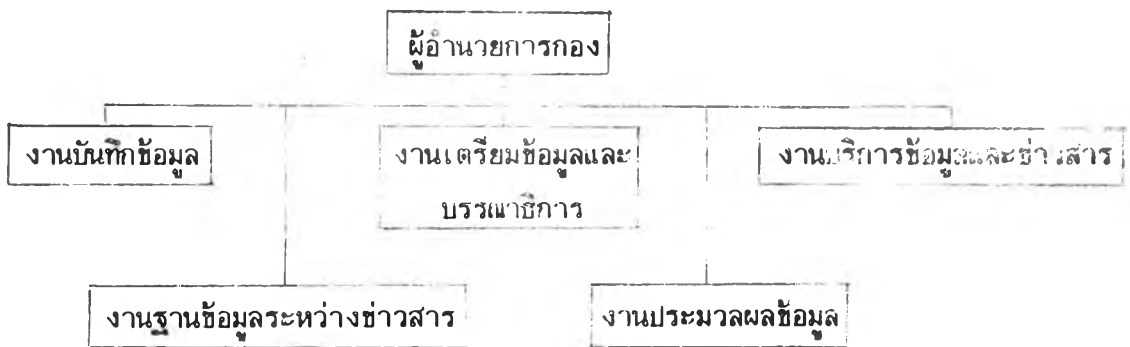 ผู้อำนวยการกอง
งานบันทึกข้อมูล
งานเตรียมข้อมูลและ
บรรณาธิการ
งานบริการข้อมูลและข่าวสาร
งานฐานข้อมูลระหว่างข่าวสาร
งานประมวลผลข้อมูล